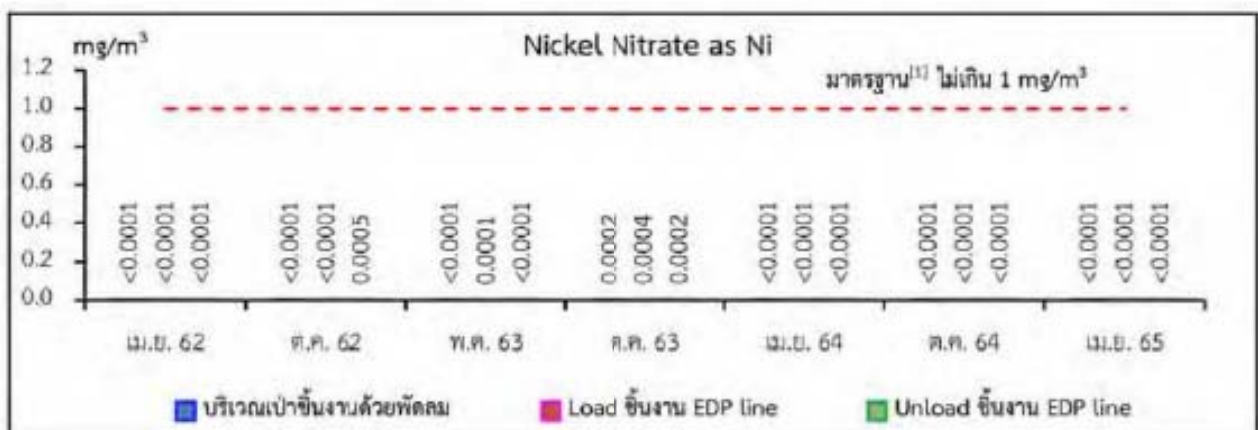 mg/m³
Nickel Nitrate as Ni
มาตรฐาน[1] ไม่เกิน 1 mg/m³
1.2
1.0
0.8
0.6
0.4
0.2
0.0
<0.0001 <0.0001 <0.0001 <0.0001 <0.0001 0.0005 <0.0001 0.0001 <0.0001 0.0002 0.0004 0.0002 <0.0001 <0.0001 <0.0001 <0.0001 <0.0001 <0.0001 <0.0001 <0.0001 <0.0001
เม.ย. 62 ต.ค. 62 พ.ค. 63 ต.ค. 63 เม.ย. 64 ต.ค. 64 เม.ย. 65
บริเวณเป่าชิ้นงานด้วยพัดลม Load ชิ้นงาน EDP line Unload ชิ้นงาน EDP line